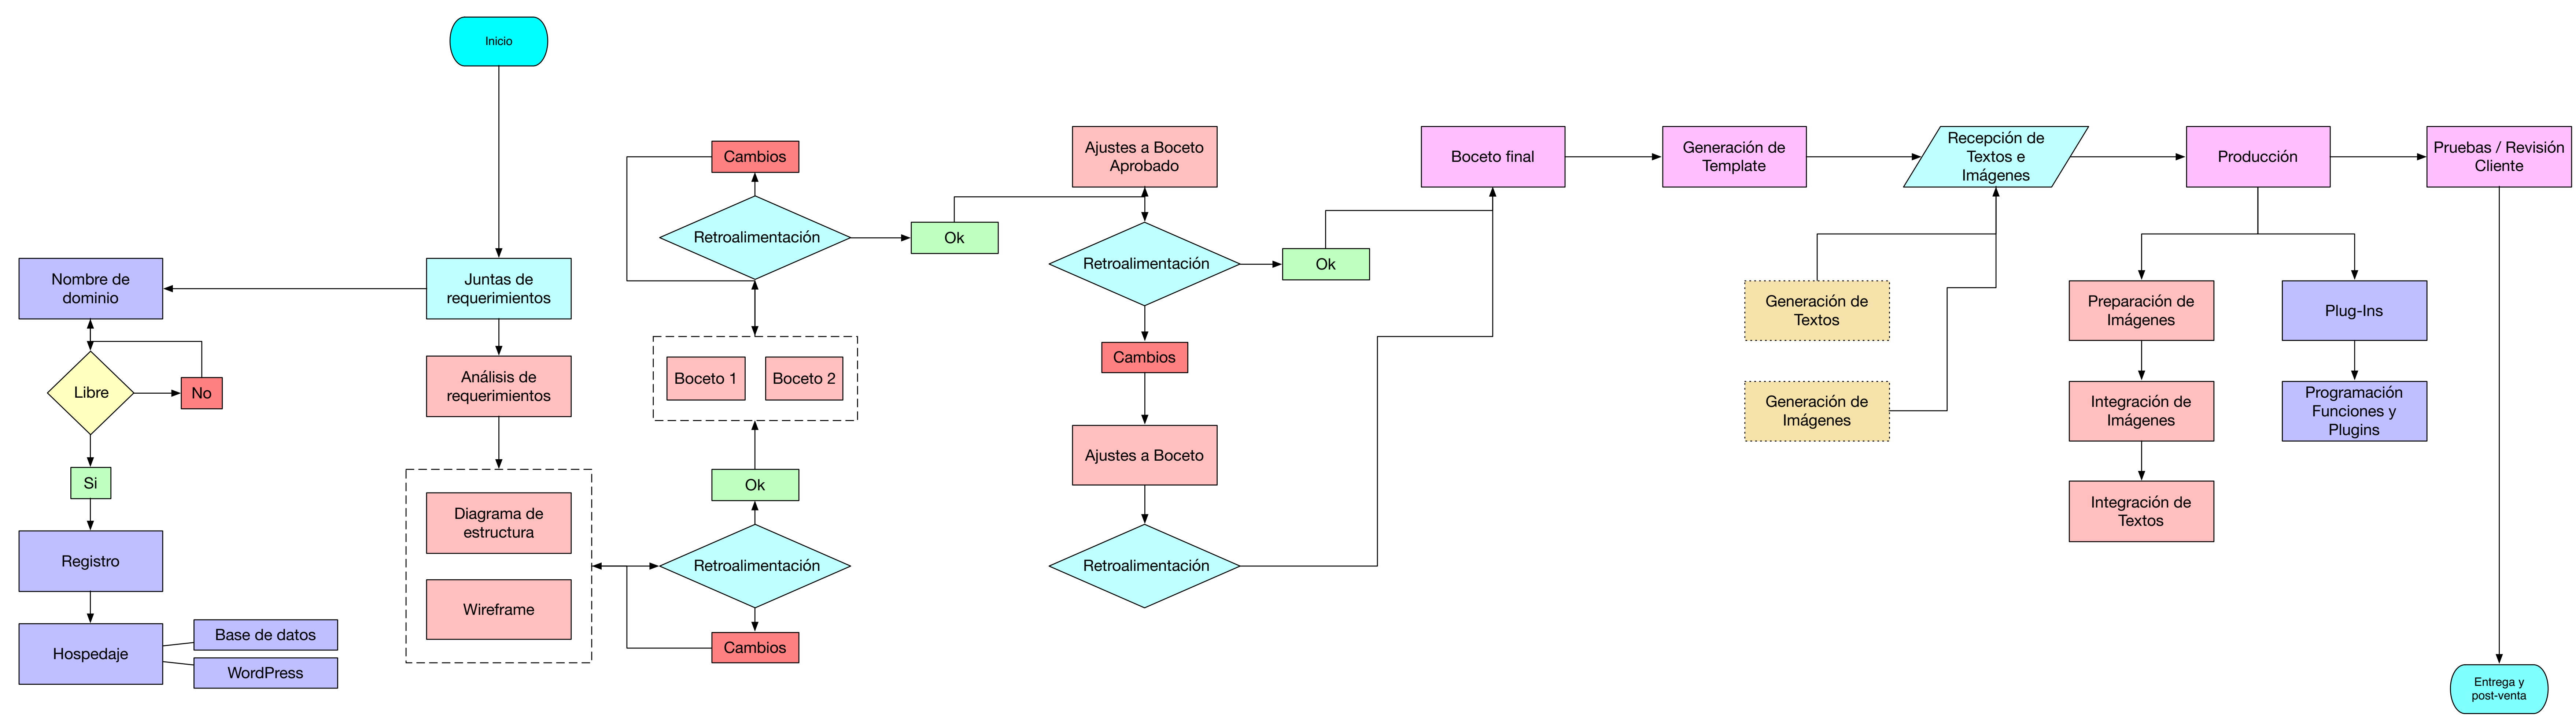 Inicio
Nombre de
dominio
Libre
No
Si
Registro
Hospedaje
Base de datos
WordPress
Juntas de
requerimientos
Análisis de
requerimientos
Diagrama de
estructura
Wireframe
Cambios
Retroalimentación
Ok
Boceto 1
Boceto 2
Ok
Retroalimentación
Cambios
Ajustes a Boceto
Aprobado
Retroalimentación
Ok
Cambios
Ajustes a Boceto
Retroalimentación
Boceto final
Generación de
Template
Recepción de
Textos e
Imágenes
Generación de
Textos
Generación de
Imágenes
Producción
Preparación de
Imágenes
Integración de
Imágenes
Integración de
Textos
Plug-Ins
Programación
Funciones y
Plugins
Pruebas / Revisión
Cliente
Entrega y
post-venta